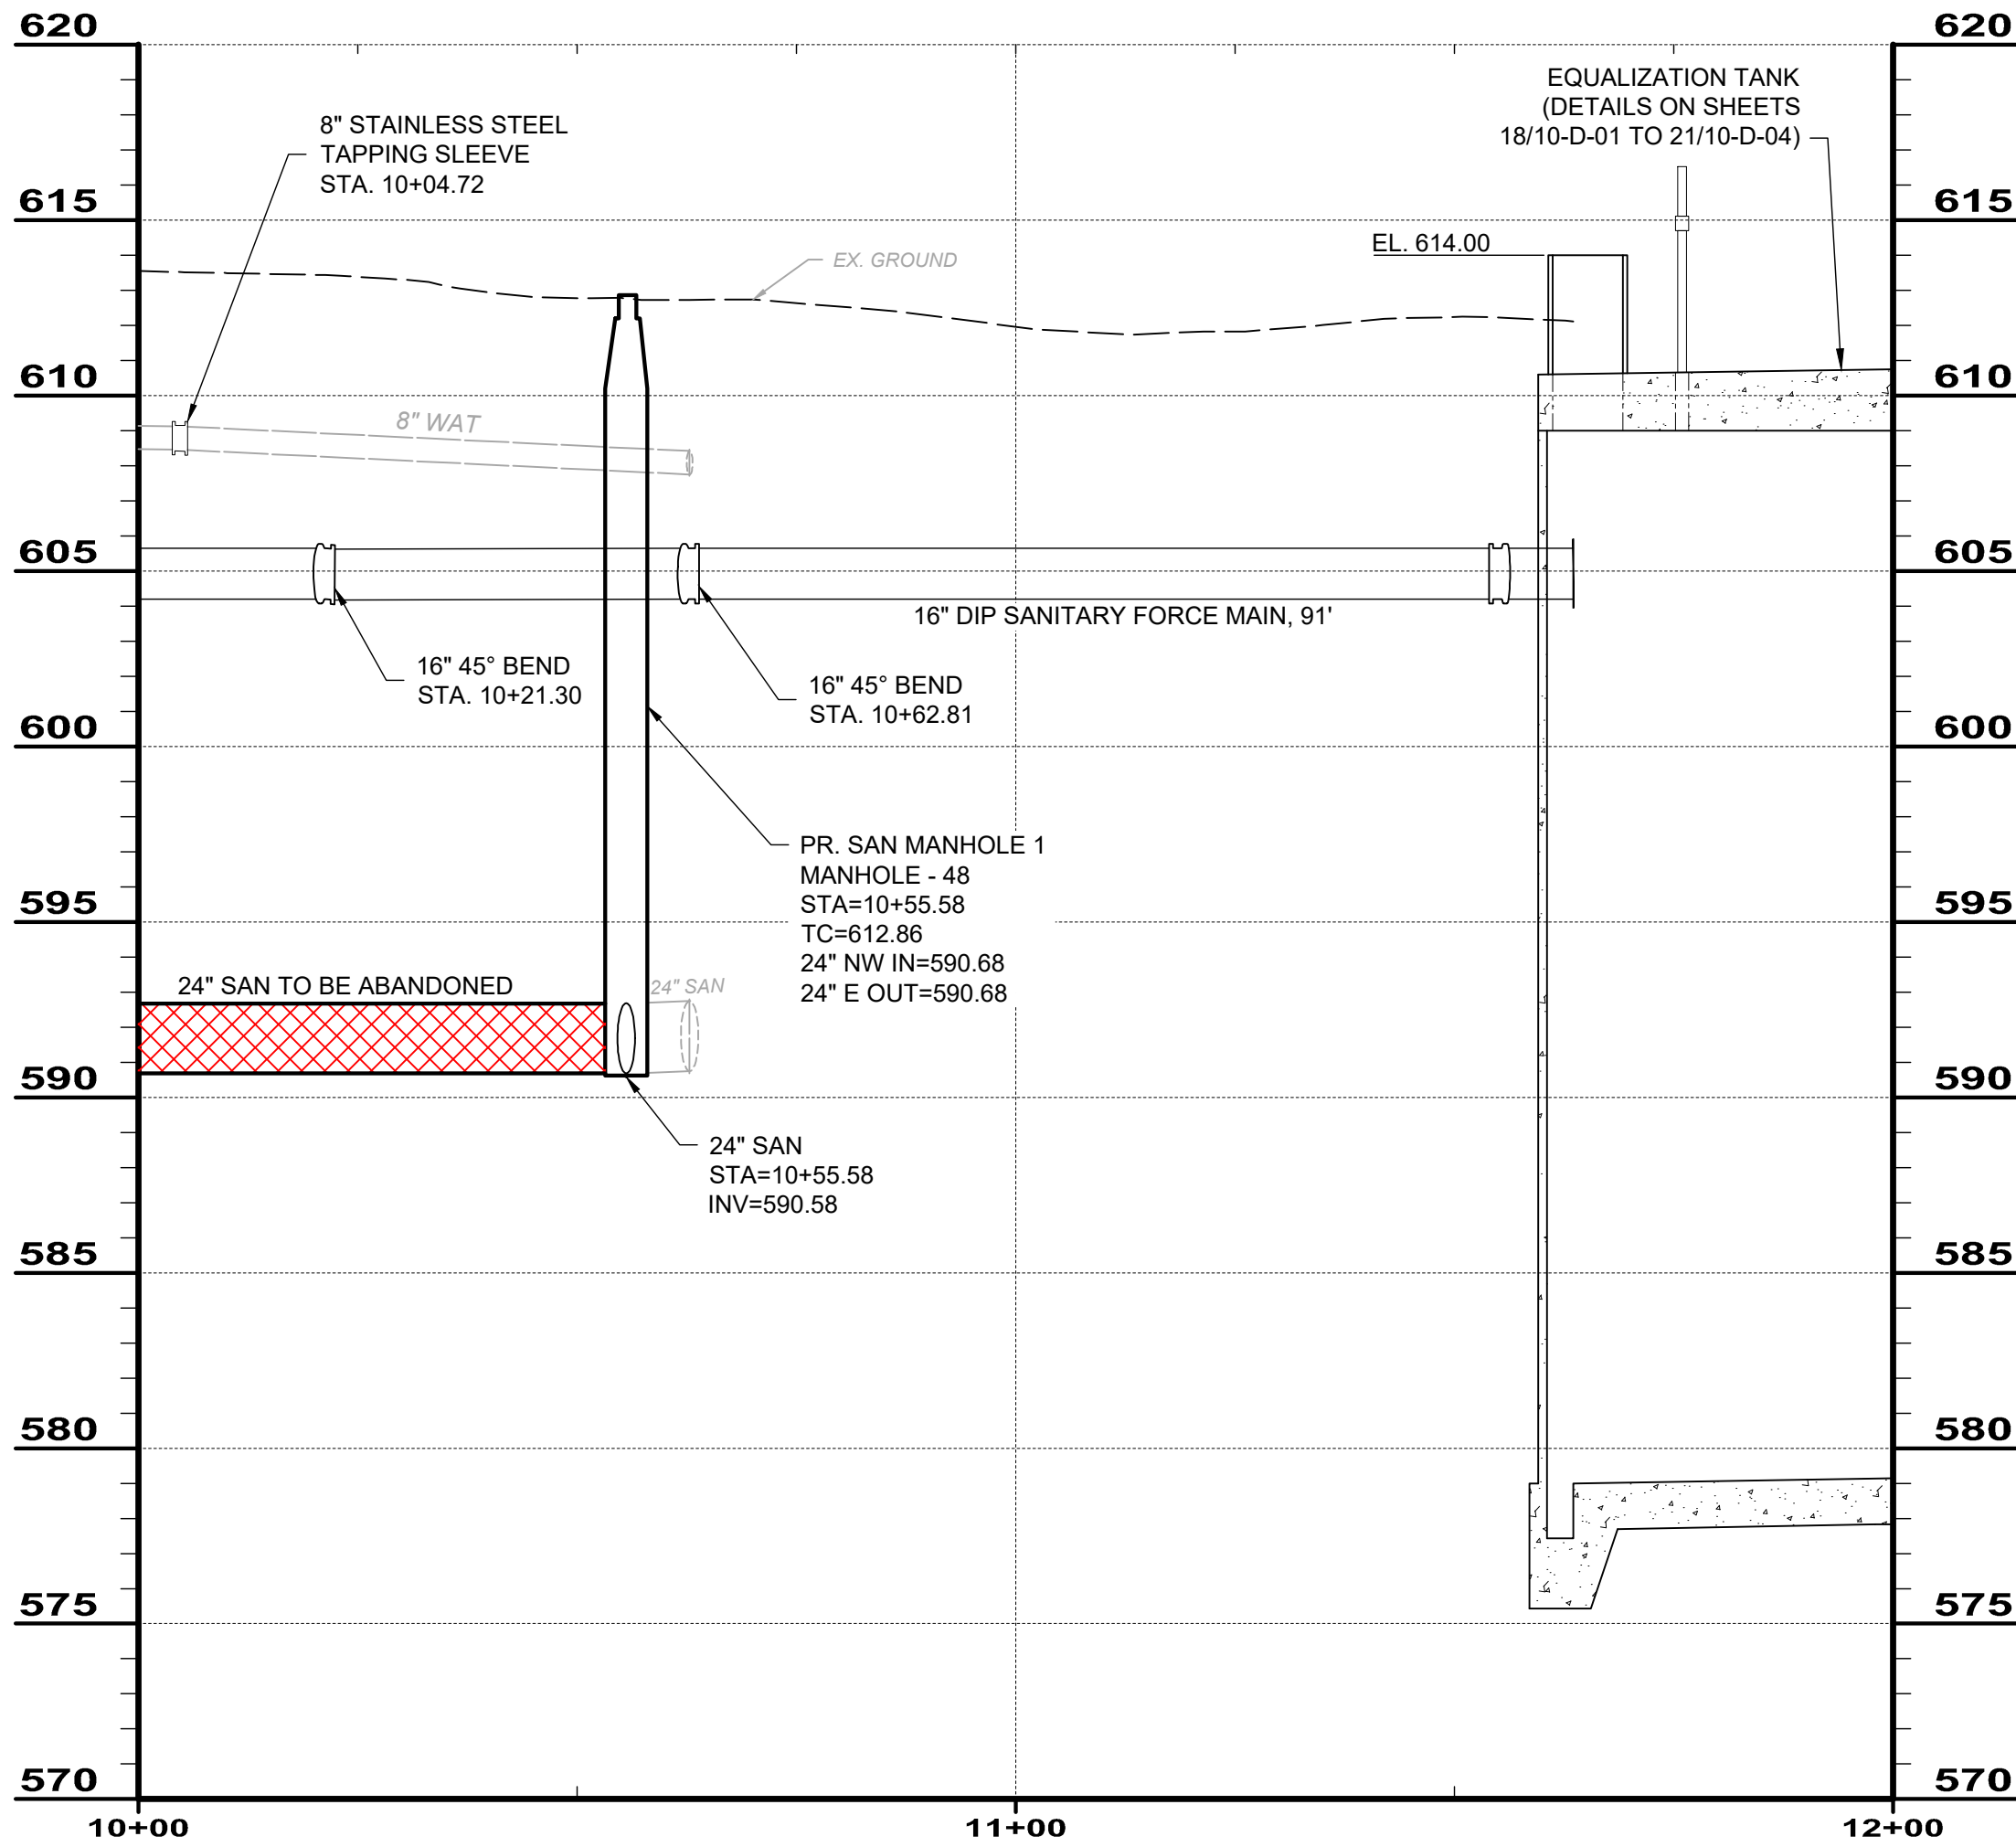 620
620
EQUALIZATION TANK
(DETAILS ON SHEETS
18/10-D-01 TO 21/10-D-04)
8" STAINLESS STEEL
TAPPING SLEEVE
STA. 10+04.72
615
615
EL. 614.00
EX. GROUND
610
610
8" WAT
605
605
16" DIP SANITARY FORCE MAIN, 91'
16" 45° BEND
STA. 10+21.30
16" 45° BEND
STA. 10+62.81
600
600
PR. SAN MANHOLE 1
MANHOLE - 48
STA=10+55.58
TC=612.86
24" NW IN=590.68
24" E OUT=590.68
595
595
24" SAN TO BE ABANDONED
24" SAN
590
590
24" SAN
STA=10+55.58
INV=590.58
585
585
580
580
575
575
570
570
10+00
11+00
12+00